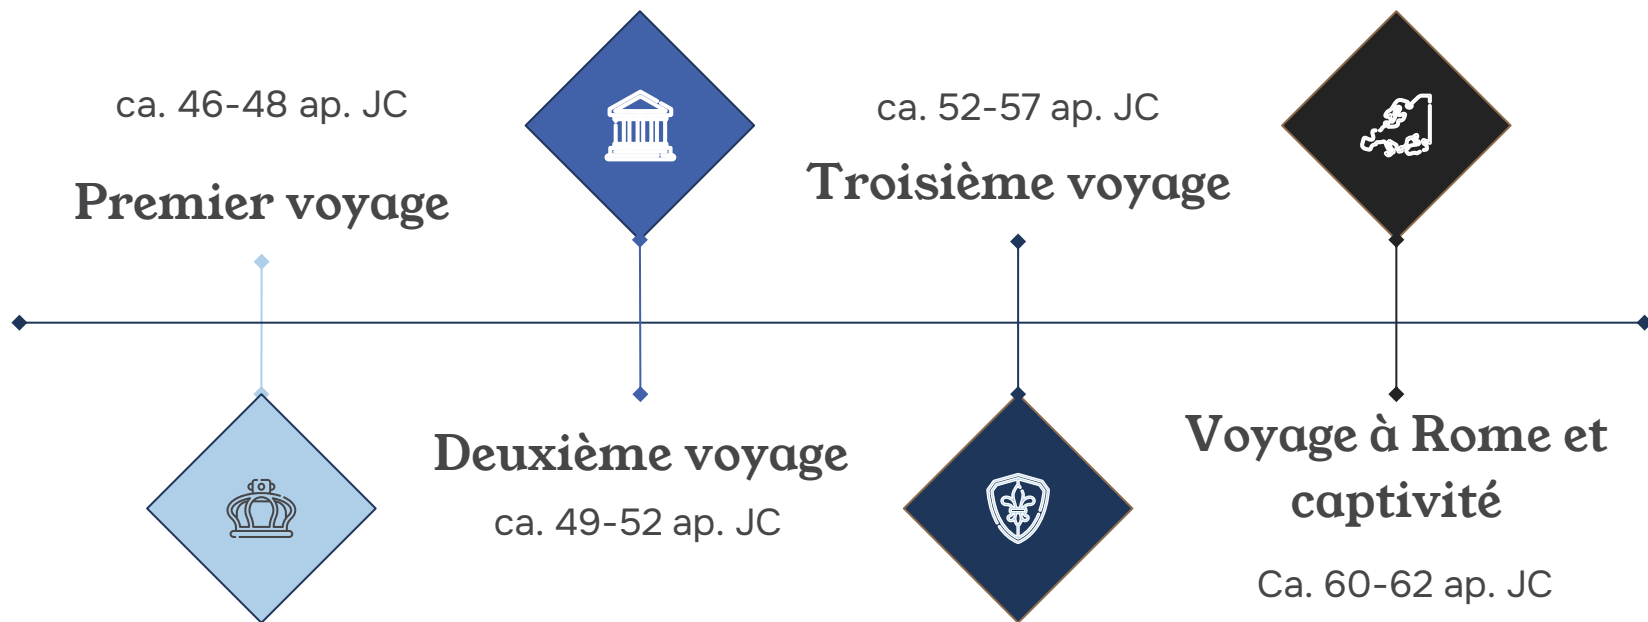 ca. 46-48 ap. JC
Premier voyage
Deuxième voyage
ca. 49-52 ap. JC
ca. 52-57 ap. JC
Troisième voyage
Voyage à Rome et
captivité
Ca. 60-62 ap. JC